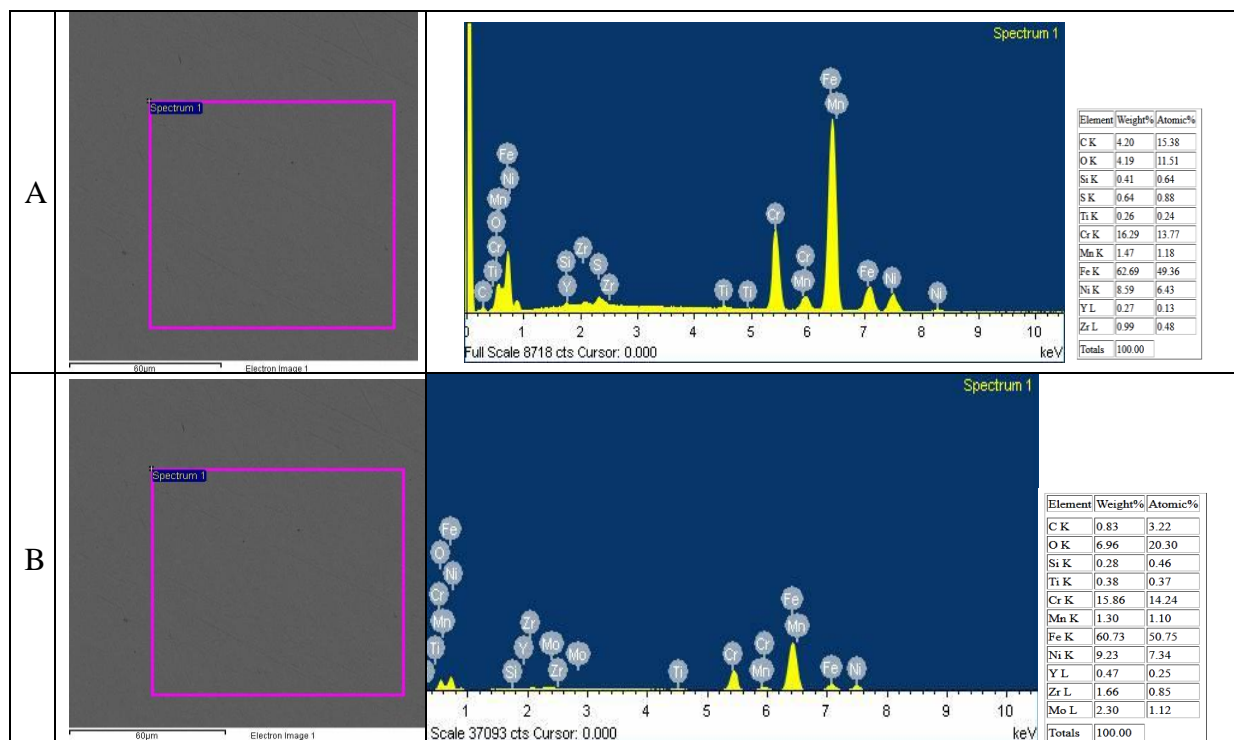 A
Spectrum 1
60µm Electron Image 1
Spectrum 1
Fe
Mn
Fe
Ni
Mn
O
Cr
Ti
C
Cr
Si
Y
Zr
S
Zr
Ti
Ti
Cr
Mn
Fe
Ni
Ni
0 1 2 3 4 5 6 7 8 9 10
Full Scale 8718 cts Cursor: 0.000 keV
Element Weight% Atomic%
C K 4.20 15.38
O K 4.19 11.51
Si K 0.41 0.64
S K 0.64 0.88
Ti K 0.26 0.24
Cr K 16.29 13.77
Mn K 1.47 1.18
Fe K 62.69 49.36
Ni K 8.59 6.43
Y L 0.27 0.13
Zr L 0.99 0.48
Totals 100.00
B
Spectrum 1
60µm Electron Image 1
Spectrum 1
Fe
O
Ni
Cr
Mn
Ti
Zr
Y
Mo
Mo
Zr
Si
Ti
Cr
Cr
Mn
Fe
Mn
Fe
Ni
1 2 3 4 5 6 7 8 9 10
Scale 37093 cts Cursor: 0.000 keV
Element Weight% Atomic%
C K 0.83 3.22
O K 6.96 20.30
Si K 0.28 0.46
Ti K 0.38 0.37
Cr K 15.86 14.24
Mn K 1.30 1.10
Fe K 60.73 50.75
Ni K 9.23 7.34
Y L 0.47 0.25
Zr L 1.66 0.85
Mo L 2.30 1.12
Totals 100.00